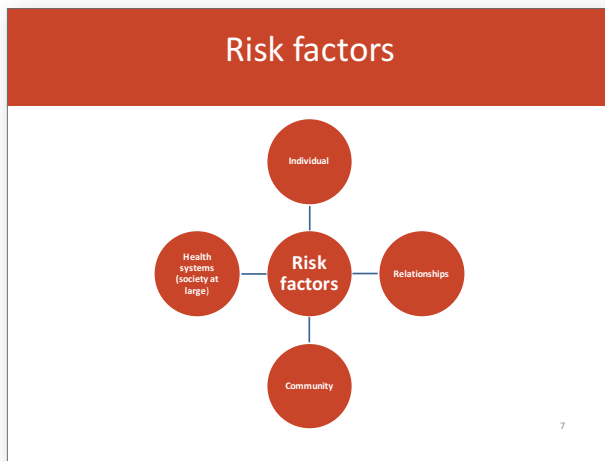 Risk factors
Individual
Health
systems
(society at
large)
Risk
factors
Relationships
Community
7